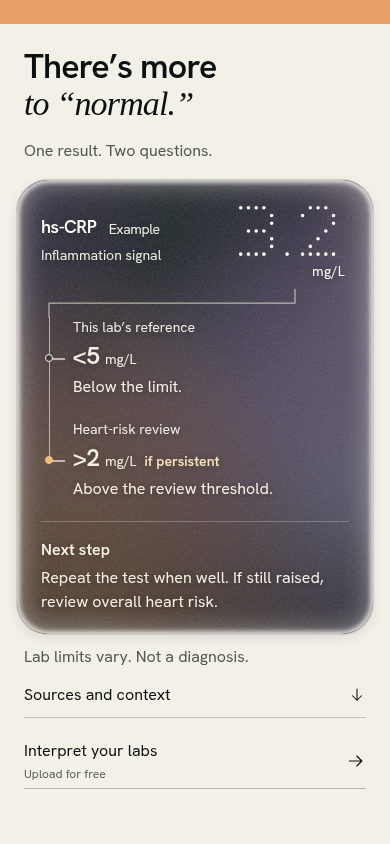 There’s more
to “normal.”
One result. Two questions.
hs-CRP Example
3.2
Inflammation signal
mg/L
This lab’s reference
<5 mg/L
Below the limit.
Heart-risk review
>2 mg/L if persistent
Above the review threshold.
Next step
Repeat the test when well. If still raised,
review overall heart risk.
Lab limits vary. Not a diagnosis.
Sources and context
Interpret your labs
Upload for free